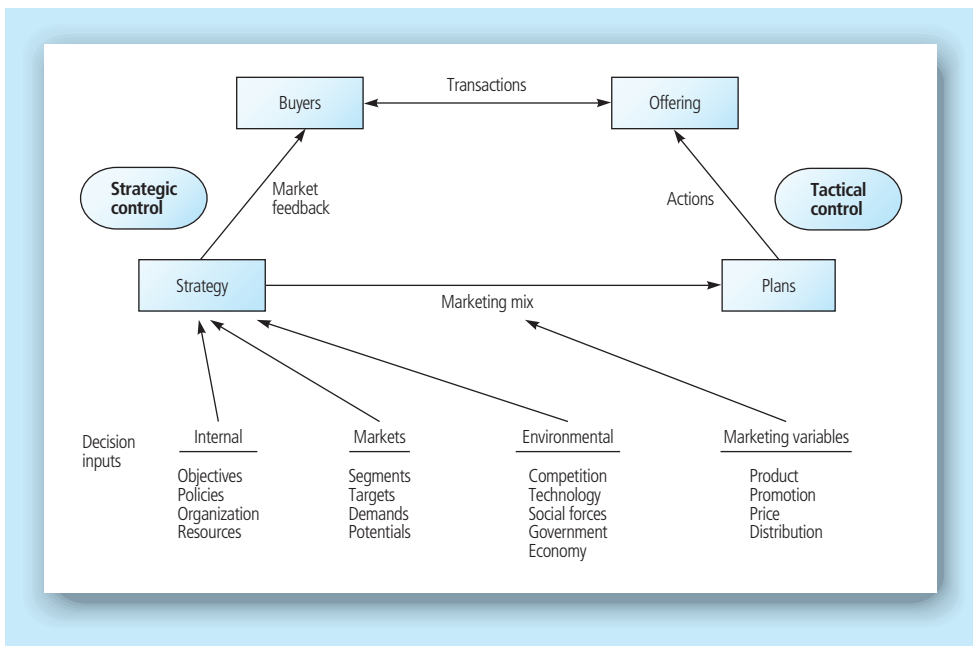 Transactions
Buyers
Offering
Strategic
control
Market
feedback
Actions
Tactical
control
Strategy
Plans
Marketing mix
Decision
inputs
Internal
Objectives
Policies
Organization
Resources
Markets
Segments
Targets
Demands
Potentials
Environmental
Competition
Technology
Social forces
Government
Economy
Marketing variables
Product
Promotion
Price
Distribution